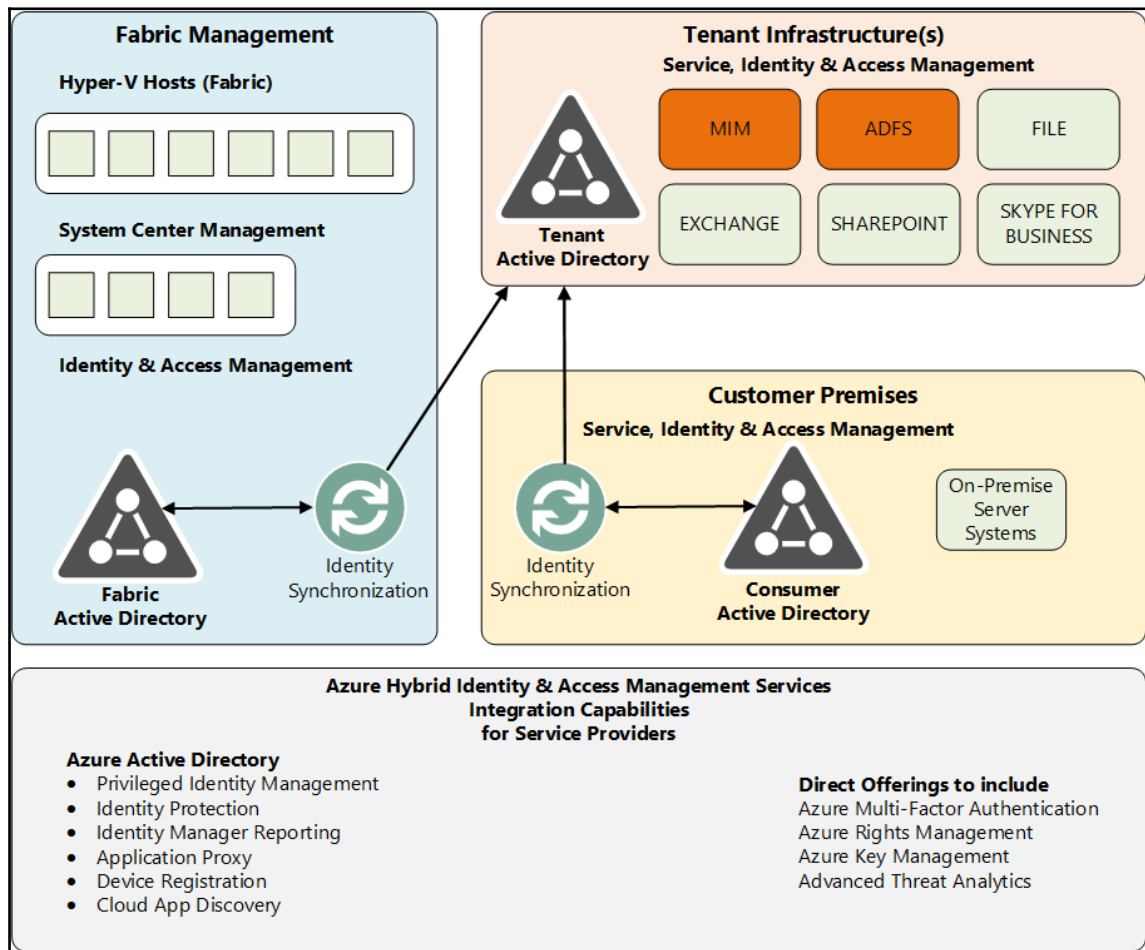 Fabric Management
Hyper-V Hosts (Fabric)
System Center Management
Identity & Access Management
Fabric
Active Directory
Identity
Synchronization
Tenant Infrastructure(s)
Service, Identity & Access Management
MIM
ADFS
FILE
EXCHANGE
SHAREPOINT
SKYPE FOR
BUSINESS
Tenant
Active Directory
Customer Premises
Service, Identity & Access Management
Identity
Synchronization
Consumer
Active Directory
On-Premise
Server
Systems
Azure Hybrid Identity & Access Management Services
Integration Capabilities
for Service Providers
Azure Active Directory
• Privileged Identity Management
• Identity Protection
• Identity Manager Reporting
• Application Proxy
• Device Registration
• Cloud App Discovery
Direct Offerings to include
Azure Multi-Factor Authentication
Azure Rights Management
Azure Key Management
Advanced Threat Analytics